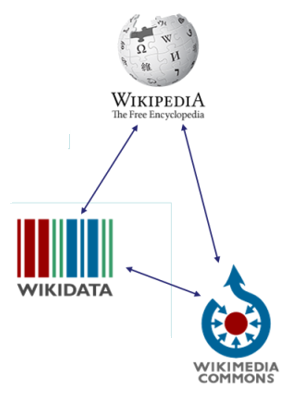 Ω W И
WIKIPEDIA
The Free Encyclopedia
WIKIDATA
WIKIMEDIA
COMMONS